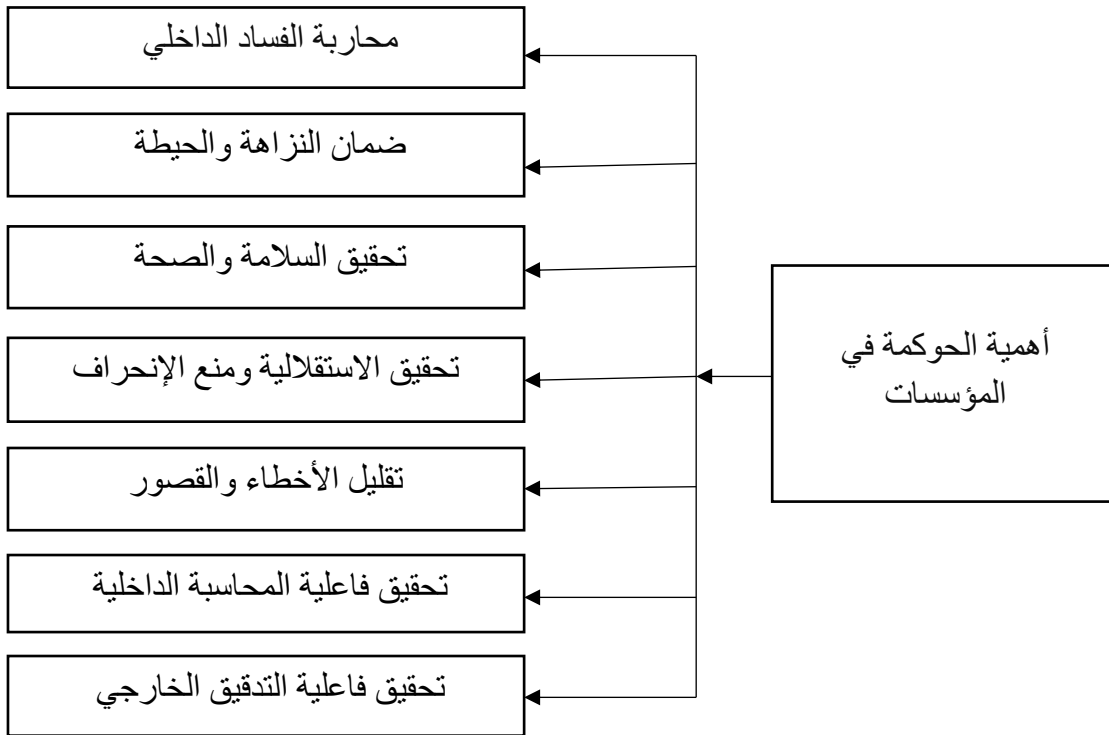 أهمية الحوكمة في
المؤسسات
محاربة الفساد الداخلي
ضمان النزاهة والحيطة
تحقيق السلامة والصحة
تحقيق الاستقلالية ومنع الإنحراف
تقليل الأخطاء والقصور
تحقيق فاعلية المحاسبة الداخلية
تحقيق فاعلية التدقيق الخارجي